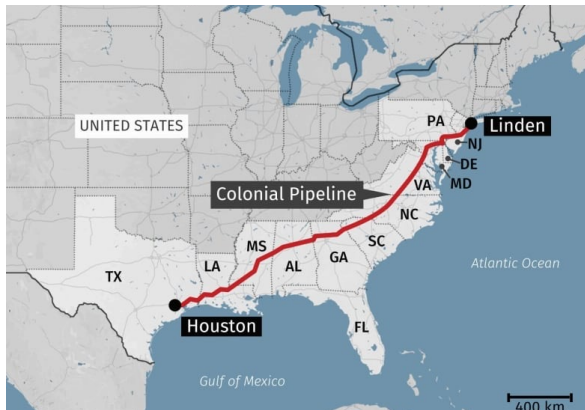 PA
Linden
UNITED STATES
NJ
DE
MD
Colonial Pipeline
VA
NC
MS
SC
TX
LA
AL
GA
Atlantic Ocean
Houston
FL
Gulf of Mexico
400 km